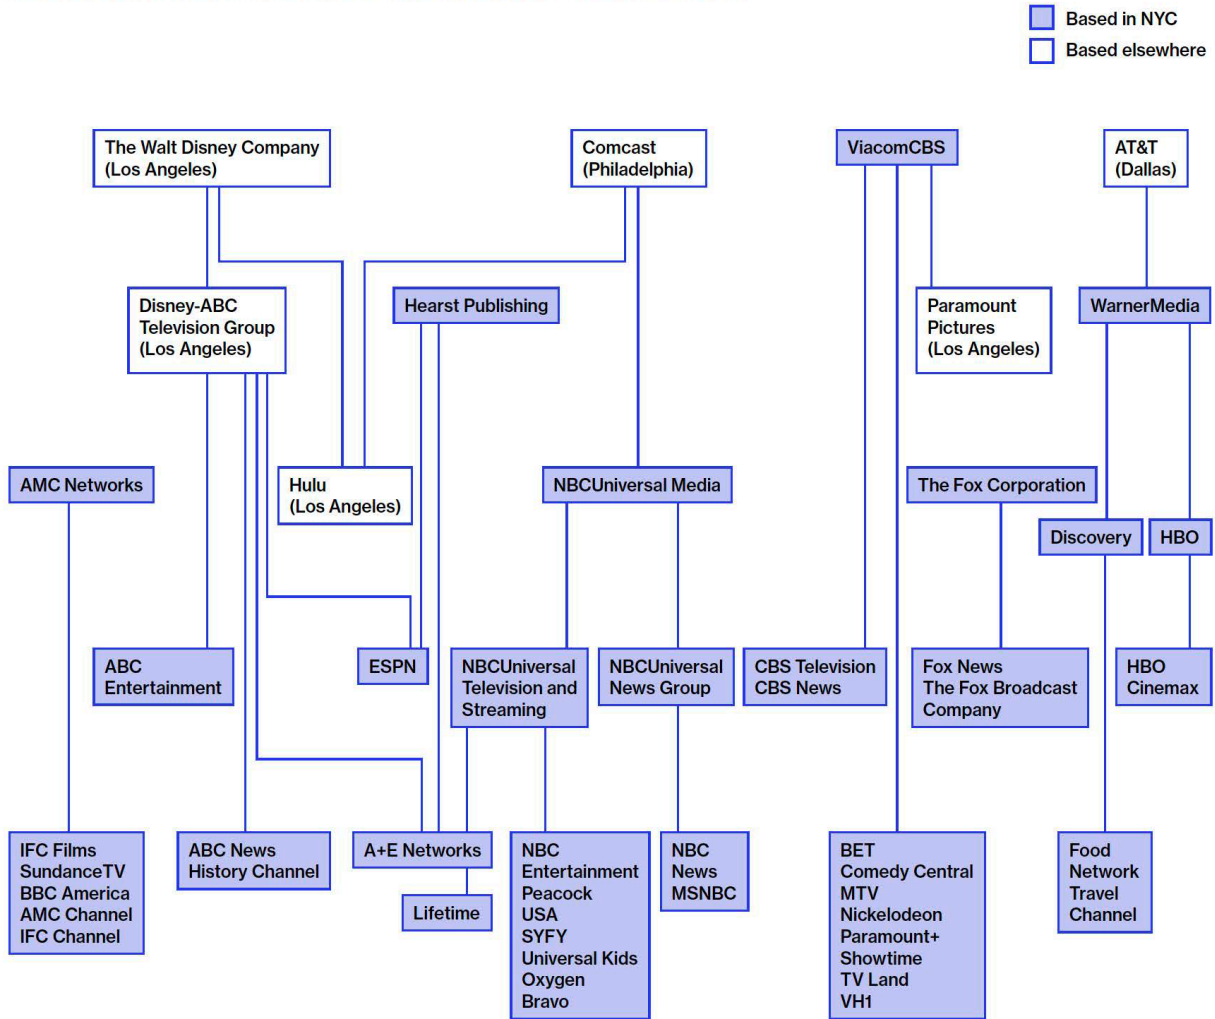 Based in NYC
Based elsewhere
The Walt Disney Company
(Los Angeles)
Comcast
(Philadelphia)
ViacomCBS
AT&T
(Dallas)
Disney-ABC
Television Group
(Los Angeles)
Hearst Publishing
Paramount
Pictures
(Los Angeles)
WarnerMedia
AMC Networks
Hulu
(Los Angeles)
NBCUniversal Media
The Fox Corporation
Discovery
HBO
ABC
Entertainment
ESPN
NBCUniversal
Television and
Streaming
NBCUniversal
News Group
CBS Television
CBS News
Fox News
The Fox Broadcast
Company
HBO
Cinemax
IFC Films
SundanceTV
BBC America
AMC Channel
IFC Channel
ABC News
History Channel
A+E Networks
Lifetime
NBC
Entertainment
Peacock
USA
SYFY
Universal Kids
Oxygen
Bravo
NBC
News
MSNBC
BET
Comedy Central
MTV
Nickelodeon
Paramount+
Showtime
TV Land
VH1
Food
Network
Travel
Channel